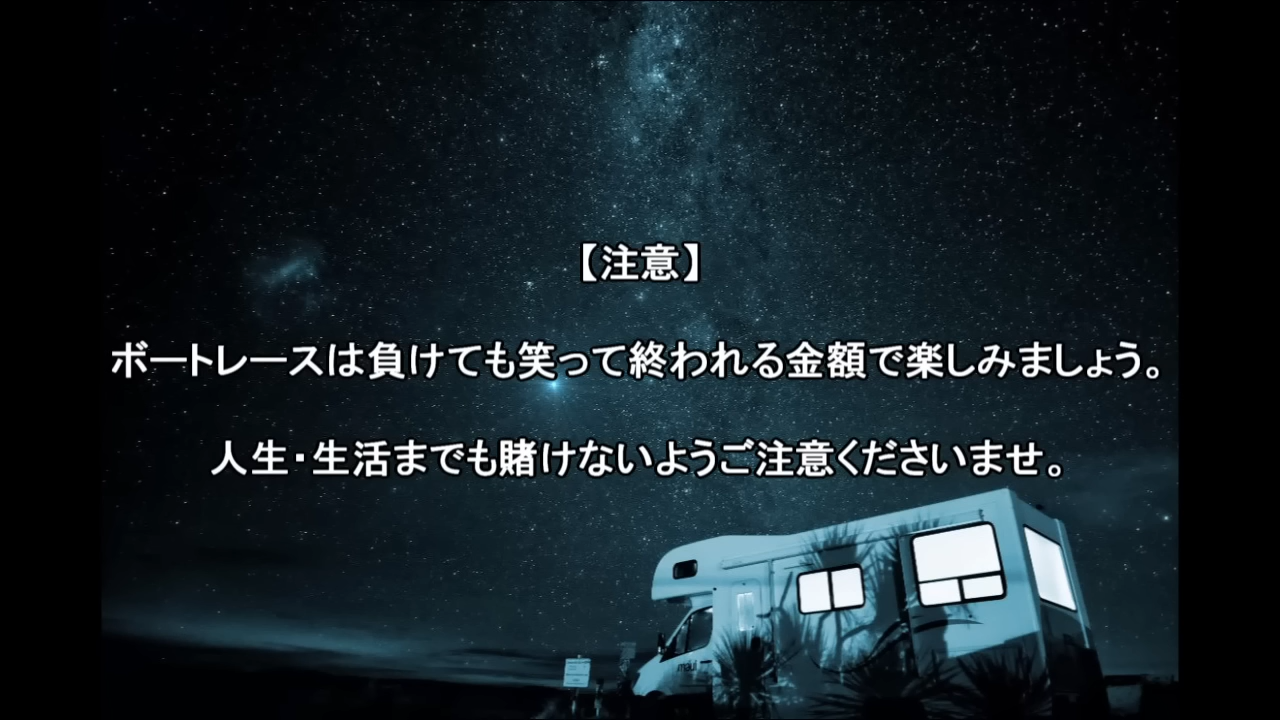 【注意】
ボートレースは負けても笑って終われる金額で楽しみましょう。
人生・生活までも賭けないようご注意くださいませ。
maui